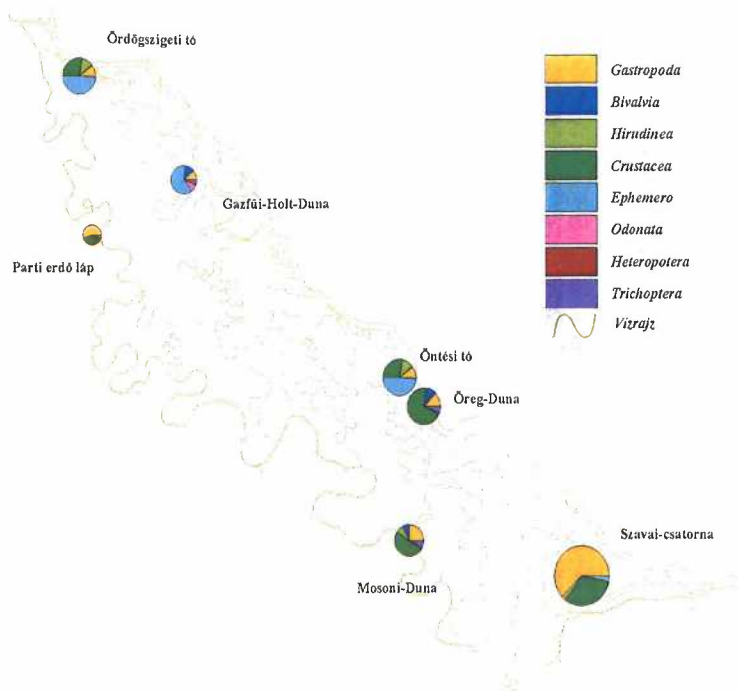 Ördögszigeti tó
Gazfűi-Holt-Duna
Parti erdő láp
Öntési tó
Öreg-Duna
Mosoni-Duna
Szavai-csatorna
Gastropoda
Bivalvia
Hirudinea
Crustacea
Ephemero
Odonata
Heteropotera
Trichoptera
Vízrajz